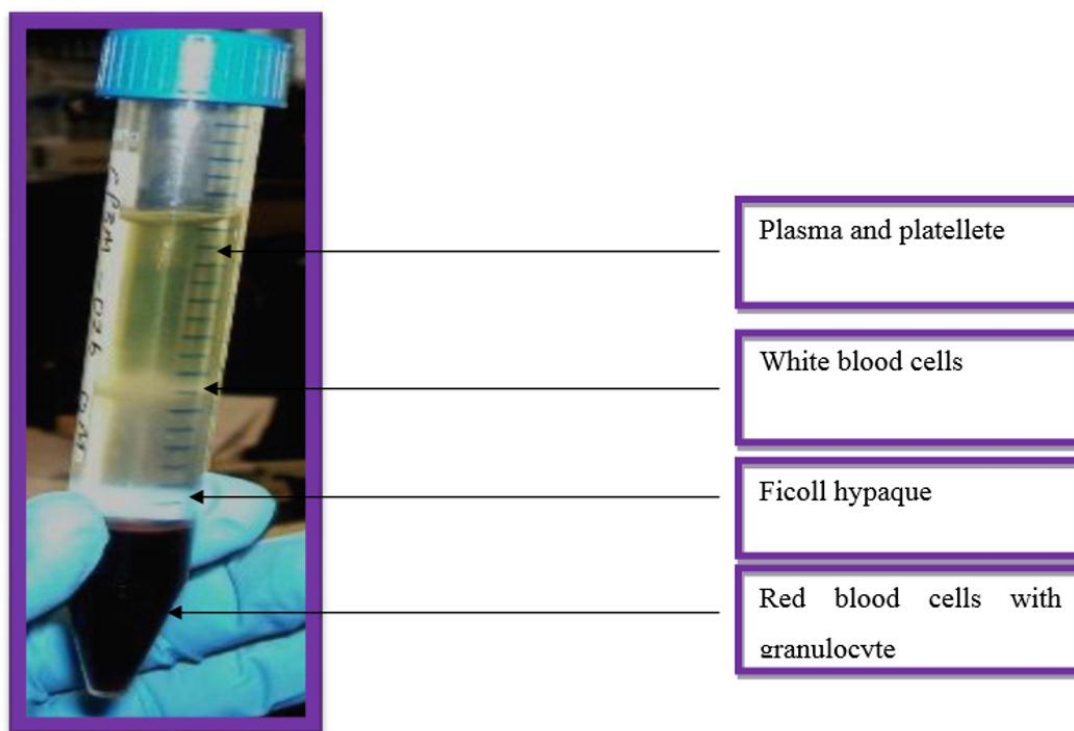 Plasma and platellete
White blood cells
Ficoll hypaque
Red blood cells with
granulocyte